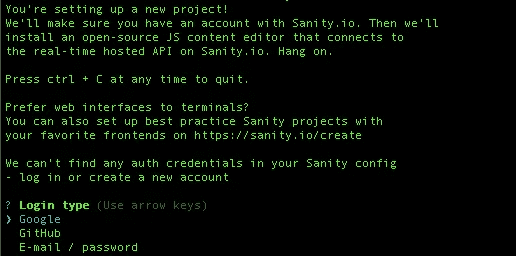 You're setting up a new project!
We'll make sure you have an account with Sanity.io. Then we'll
install an open-source JS content editor that connects to
the real-time hosted API on Sanity.io. Hang on.
Press ctrl + C at any time to quit.
Prefer web interfaces to terminals?
You can also set up best practice Sanity projects with
your favorite frontends on https://sanity.io/create
We can't find any auth credentials in your Sanity config
- log in or create a new account
? Login type (Use arrow keys)
❯ Google
GitHub
E-mail / password